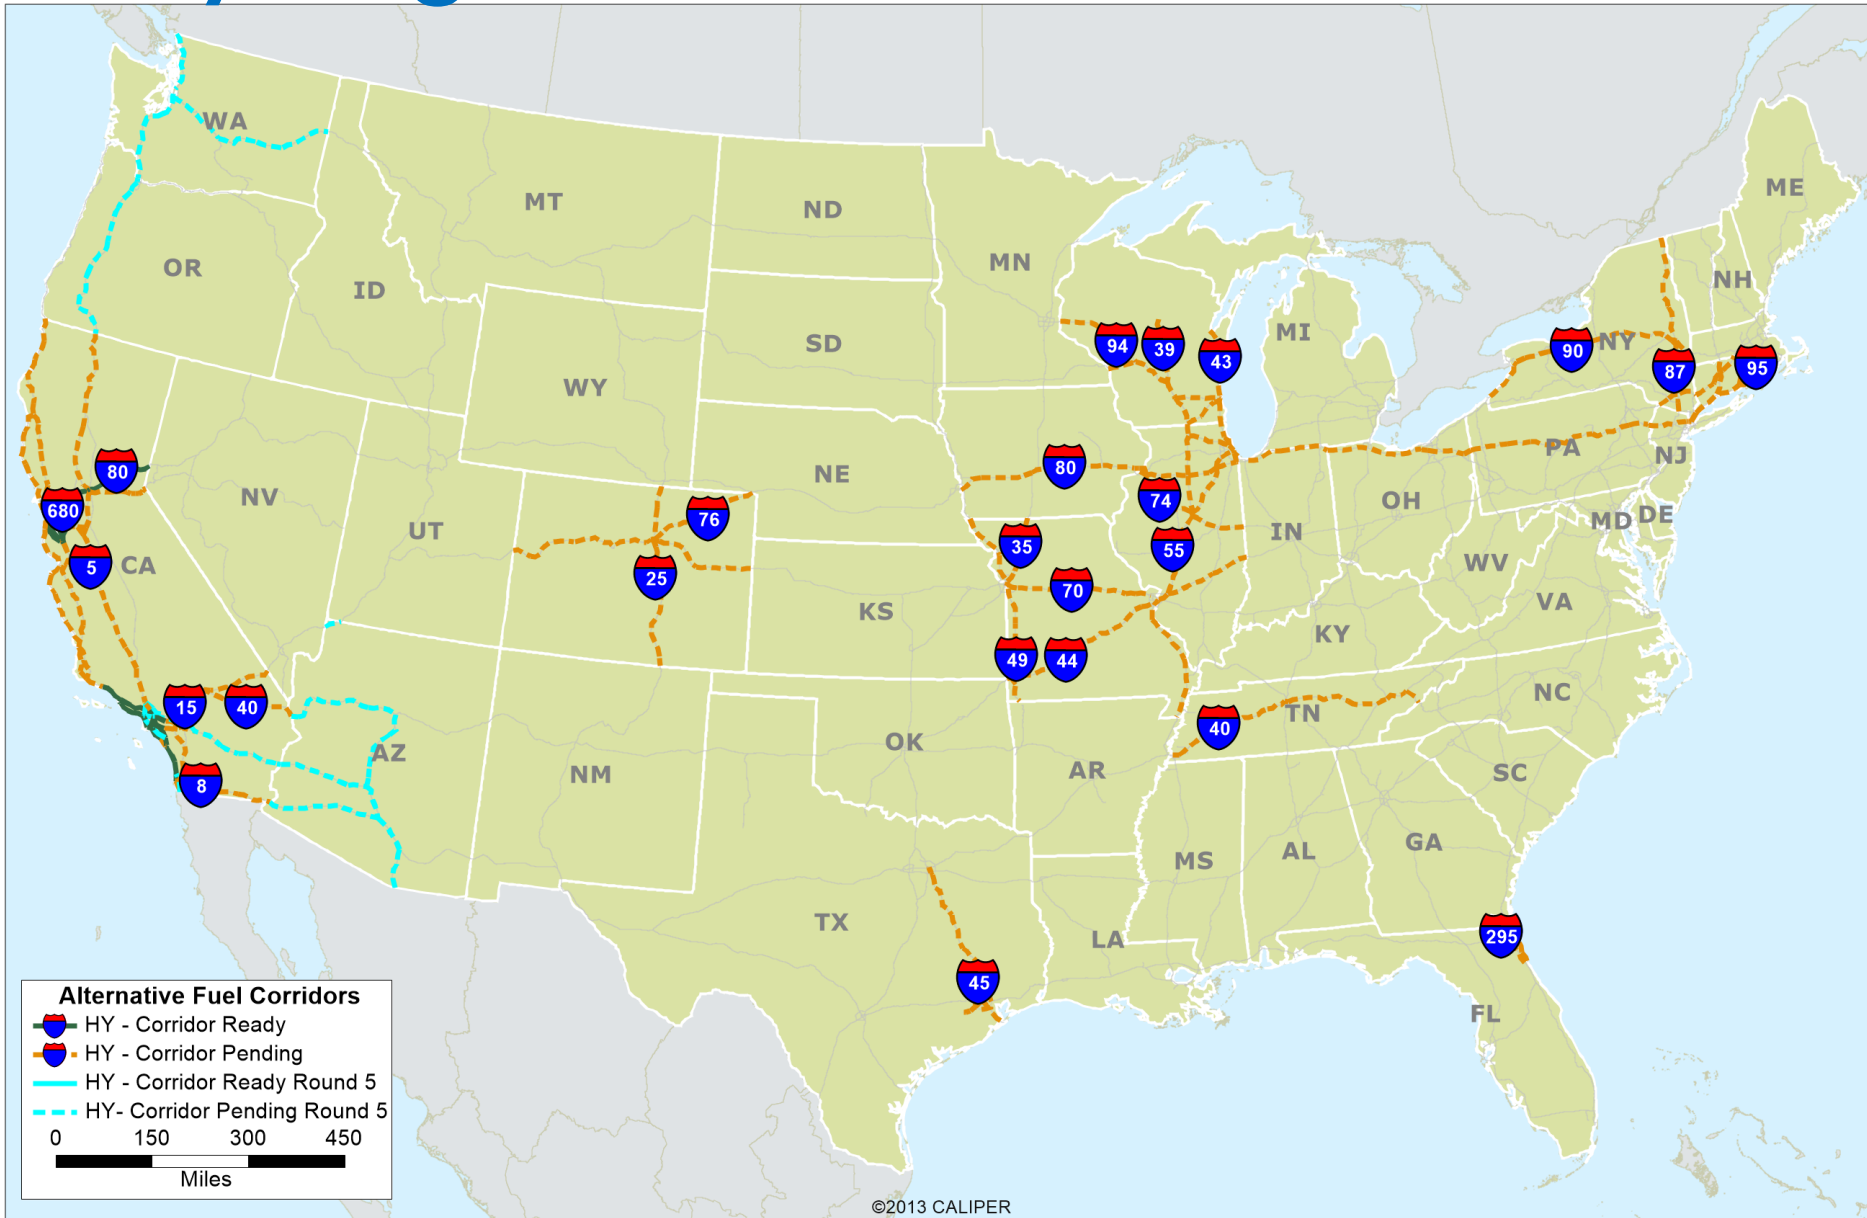 WA
MT
ND
MN
ME
OR
ID
SD
WI
MI
NH
NY
94
39
43
90
87
95
WY
NE
PA
NJ
80
680
5
CA
NV
UT
76
25
80
74
35
55
70
IN
OH
MD
DE
WV
VA
KS
49
44
KY
15
40
8
AZ
NM
OK
AR
40
TN
NC
SC
MS
AL
GA
TX
LA
45
295
FL
Alternative Fuel Corridors
HY - Corridor Ready
HY - Corridor Pending
HY - Corridor Ready Round 5
HY- Corridor Pending Round 5
0 150 300 450
Miles
©2013 CALIPER